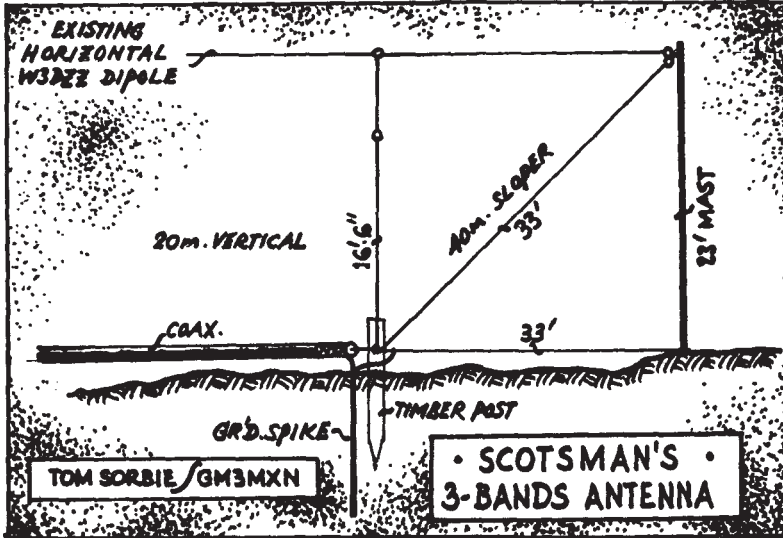 EXISTING
HORIZONTAL
W3DZZ DIPOLE
20m. VERTICAL
16'6"
40m. SLOPER
33'
23' MAST
COAX.
33'
TIMBER POST
GR'D. SPIKE
TOM SORBIE / GM3MXN
• SCOTSMAN'S •
3-BANDS ANTENNA